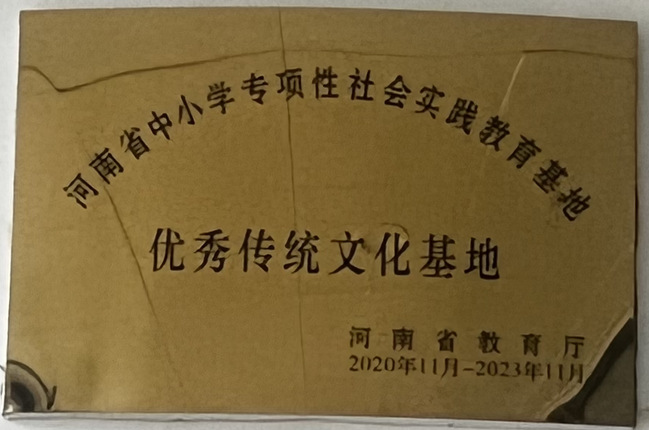 河南省中小学专项性社会实践教育基地
优秀传统文化基地
河南省教育厅
2020年11月-2023年11月